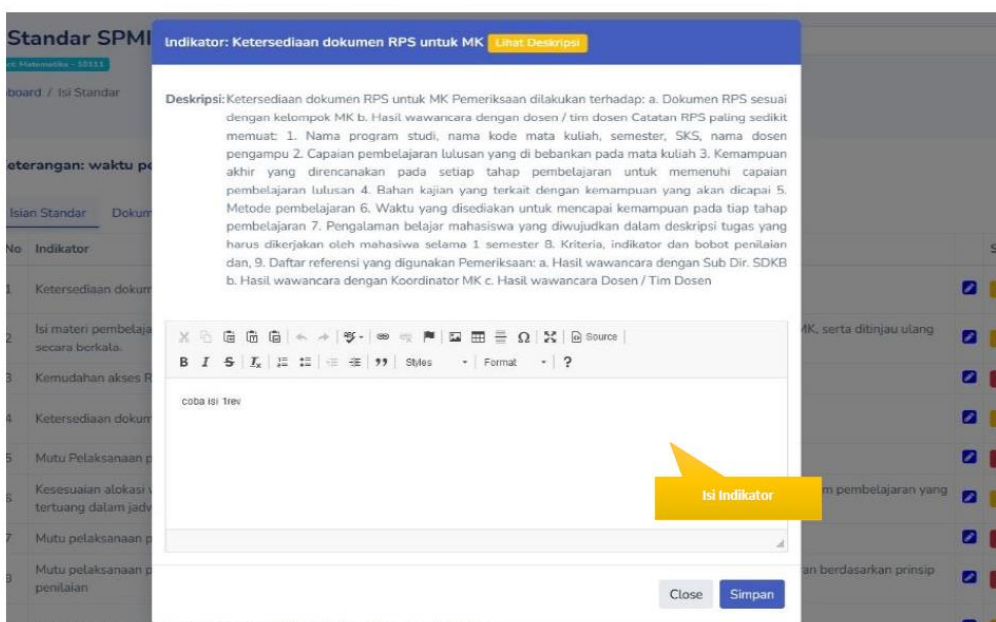 Standar SPMI
Matematika - 10111
board / Isi Standar
eterangan: waktu pe
Isian Standar Dokum
No Indikator
1 Ketersediaan dokum
2 Isi materi pembelaja
secara berkala.
3 Kemudahan akses R
4 Ketersediaan dokum
5 Mutu Pelaksanaan p
6 Kesesuaian alokasi w
tertuang dalam jadw
7 Mutu pelaksanaan p
8 Mutu pelaksanaan p
penilaian
Indikator: Ketersediaan dokumen RPS untuk MK Lihat Deskripsi
Deskripsi: Ketersediaan dokumen RPS untuk MK Pemeriksaan dilakukan terhadap: a. Dokumen RPS sesuai
dengan kelompok MK b. Hasil wawancara dengan dosen / tim dosen Catatan RPS paling sedikit
memuat: 1. Nama program studi, nama kode mata kuliah, semester, SKS, nama dosen
pengampu 2. Capaian pembelajaran lulusan yang di bebankan pada mata kuliah 3. Kemampuan
akhir yang direncanakan pada setiap tahap pembelajaran untuk memenuhi capaian
pembelajaran lulusan 4. Bahan kajian yang terkait dengan kemampuan yang akan dicapai 5.
Metode pembelajaran 6. Waktu yang disediakan untuk mencapai kemampuan pada tiap tahap
pembelajaran 7. Pengalaman belajar mahasiswa yang diwujudkan dalam deskripsi tugas yang
harus dikerjakan oleh mahasiwa selama 1 semester 8. Kriteria, indikator dan bobot penilaian
dan, 9. Daftar referensi yang digunakan Pemeriksaan: a. Hasil wawancara dengan Sub Dir. SDKB
b. Hasil wawancara dengan Koordinator MK c. Hasil wawancara Dosen / Tim Dosen
Source
B I S Ix Styles Format ?
coba isi 1rev
Isi Indikator
Close Simpan
MK, serta ditinjau ulang
m pembelajaran yang
an berdasarkan prinsip